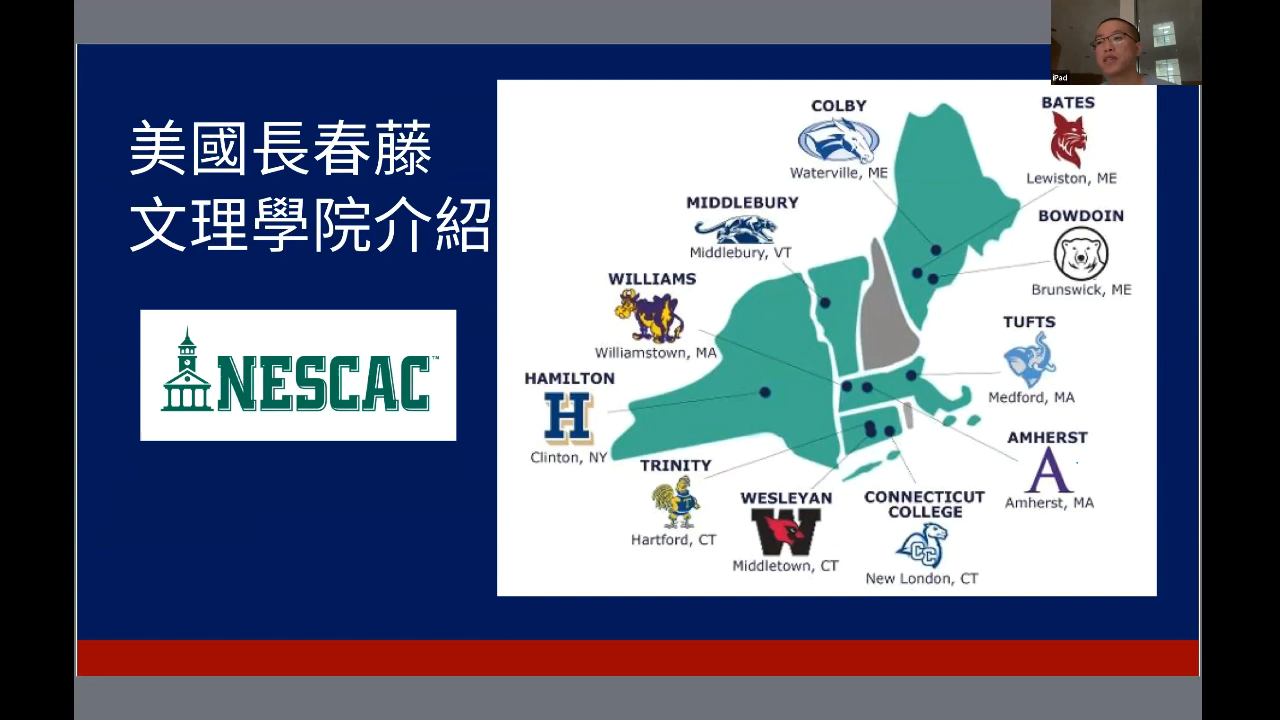 iPad
美國長春藤
文理學院介紹
NESCAC™
COLBY
Waterville, ME
BATES
Lewiston, ME
MIDDLEBURY
Middlebury, VT
BOWDOIN
Brunswick, ME
WILLIAMS
Williamstown, MA
TUFTS
Medford, MA
HAMILTON
H
Clinton, NY
AMHERST
A
Amherst, MA
TRINITY
T
Hartford, CT
WESLEYAN
W
Middletown, CT
CONNECTICUT
COLLEGE
CC
New London, CT